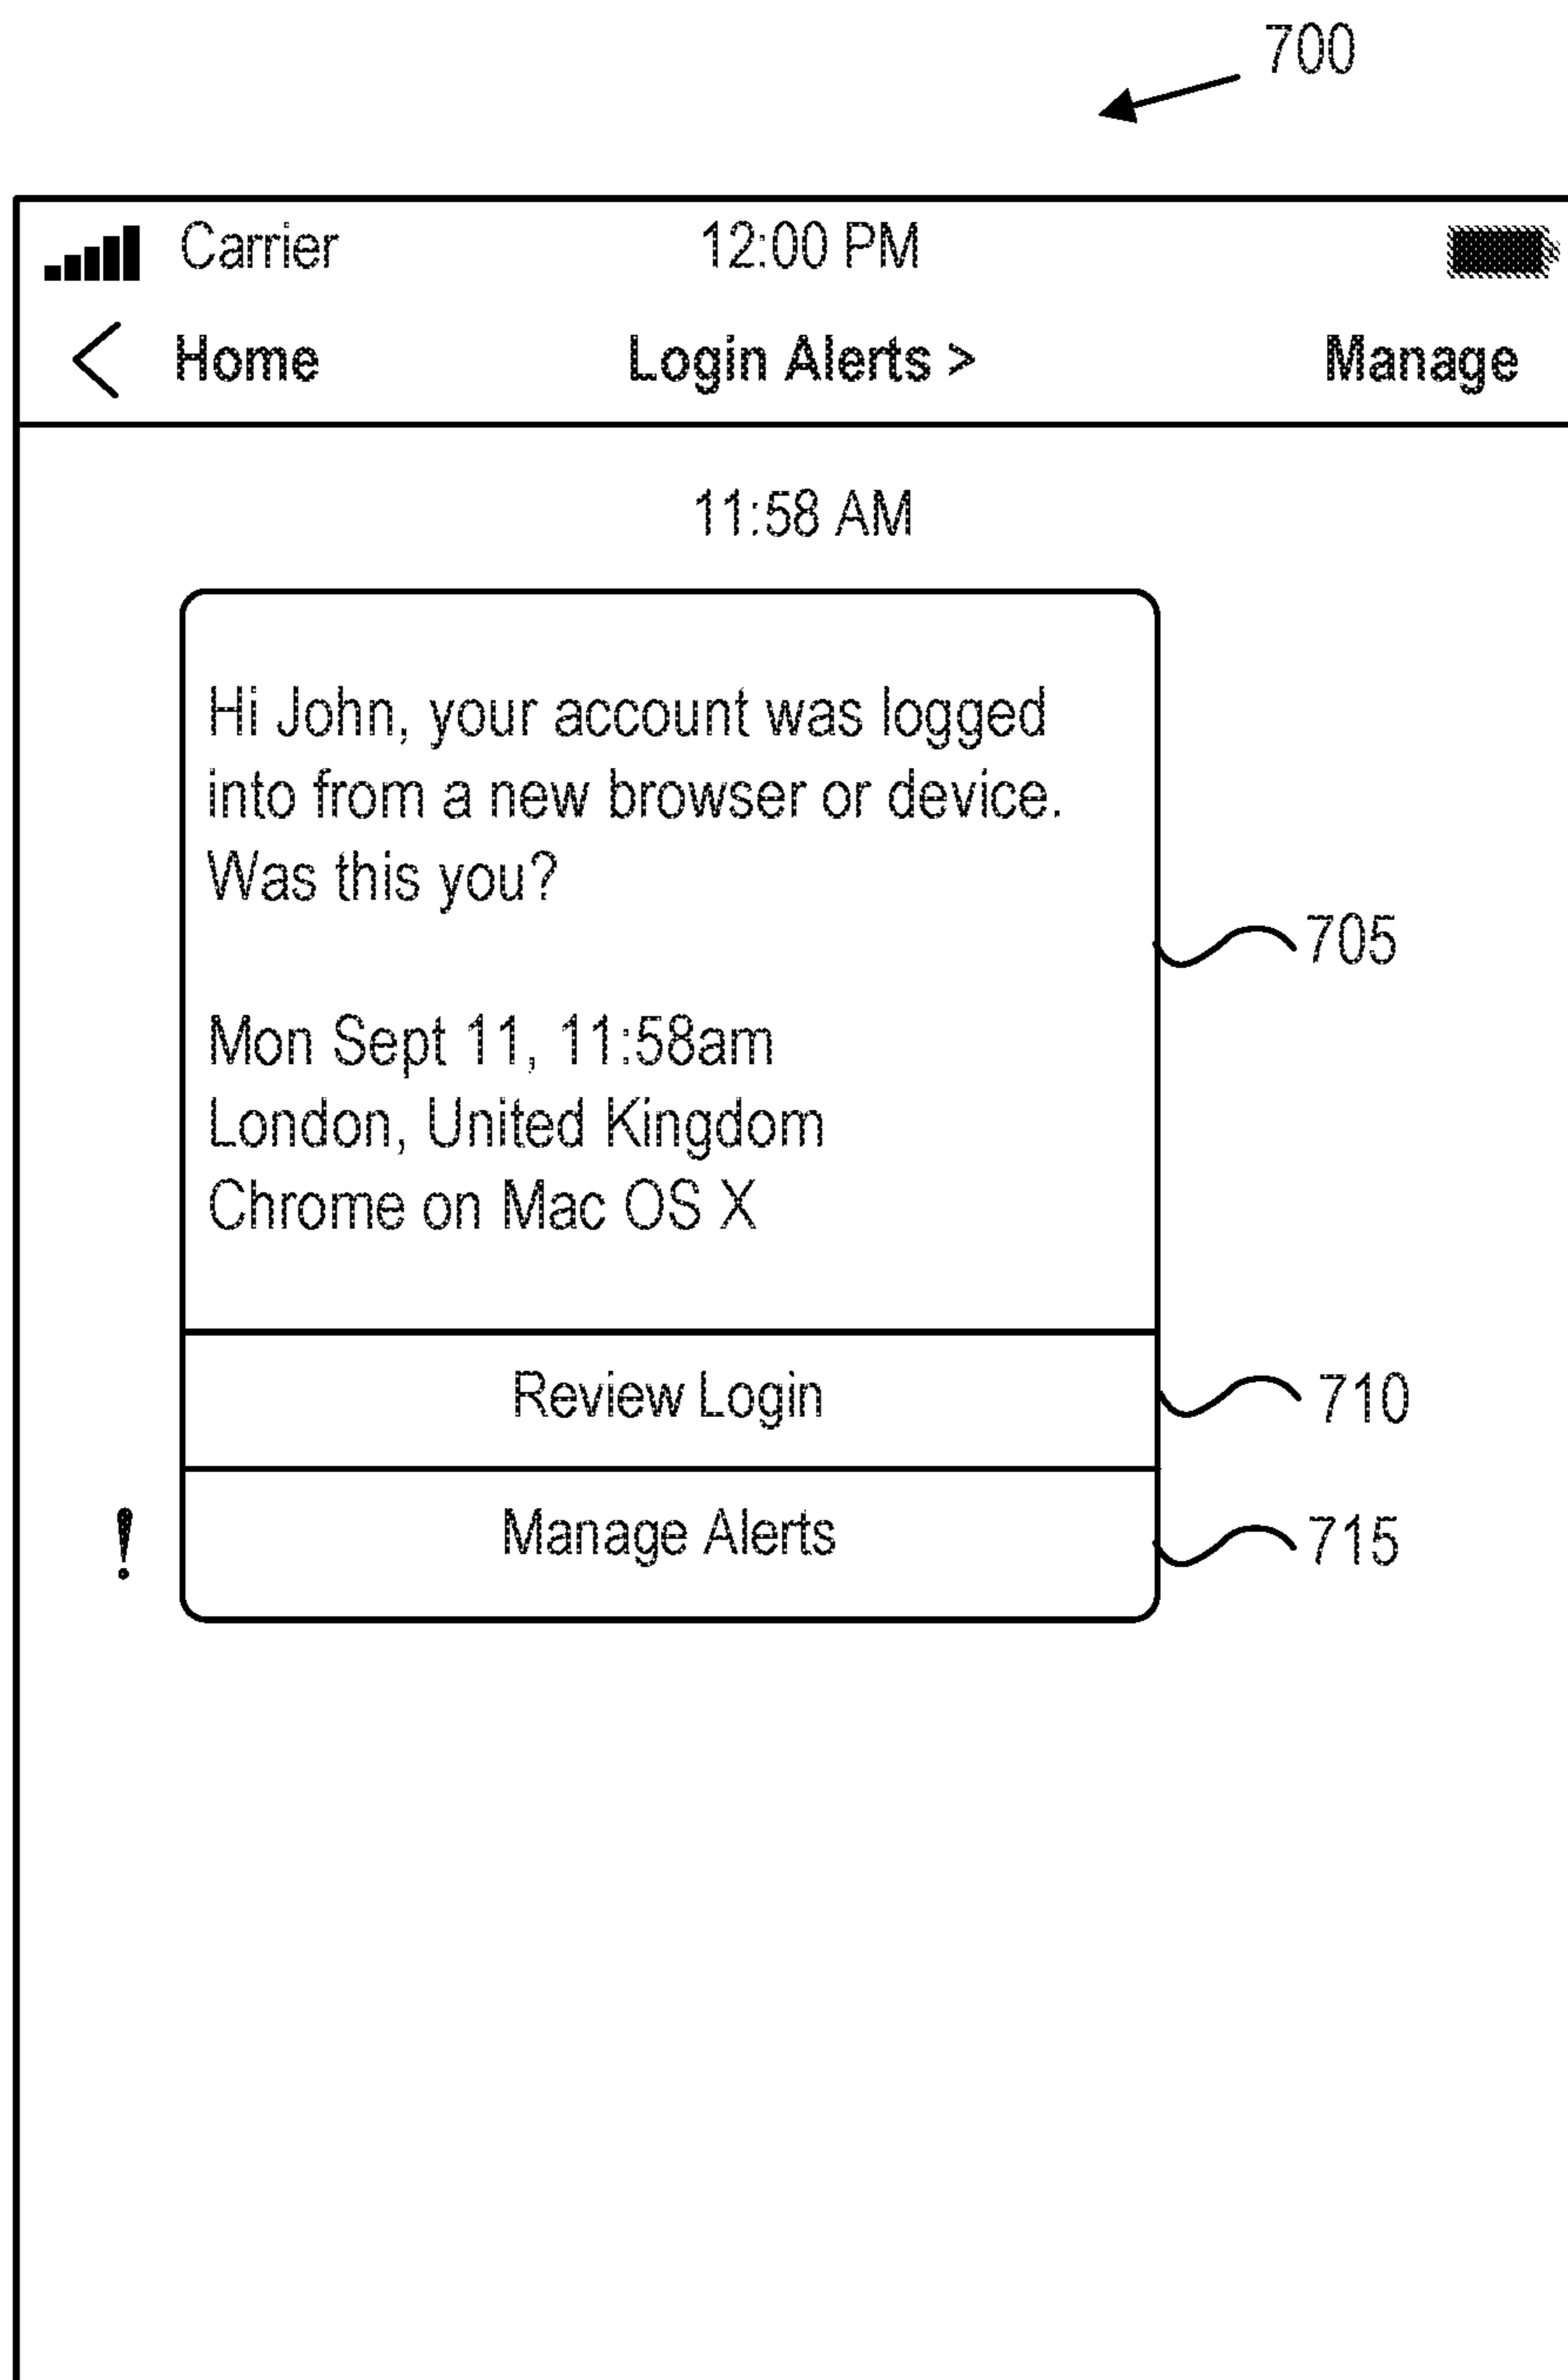 700
Carrier 12:00 PM
< Home Login Alerts > Manage
11:58 AM
Hi John, your account was logged
into from a new browser or device.
Was this you?
705
Mon Sept 11, 11:58am
London, United Kingdom
Chrome on Mac OS X
Review Login 710
! Manage Alerts 715